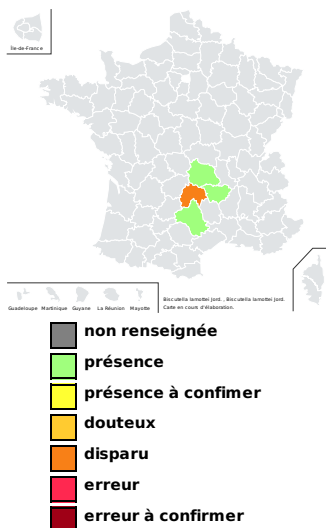 Île-de-France
Guadeloupe Martinique Guyane La Réunion Mayotte
Biscutella lamottei Jord. , Biscutella lamottei Jord.
Carte en cours d'élaboration.
non renseignée
présence
présence à confimer
douteux
disparu
erreur
erreur à confirmer